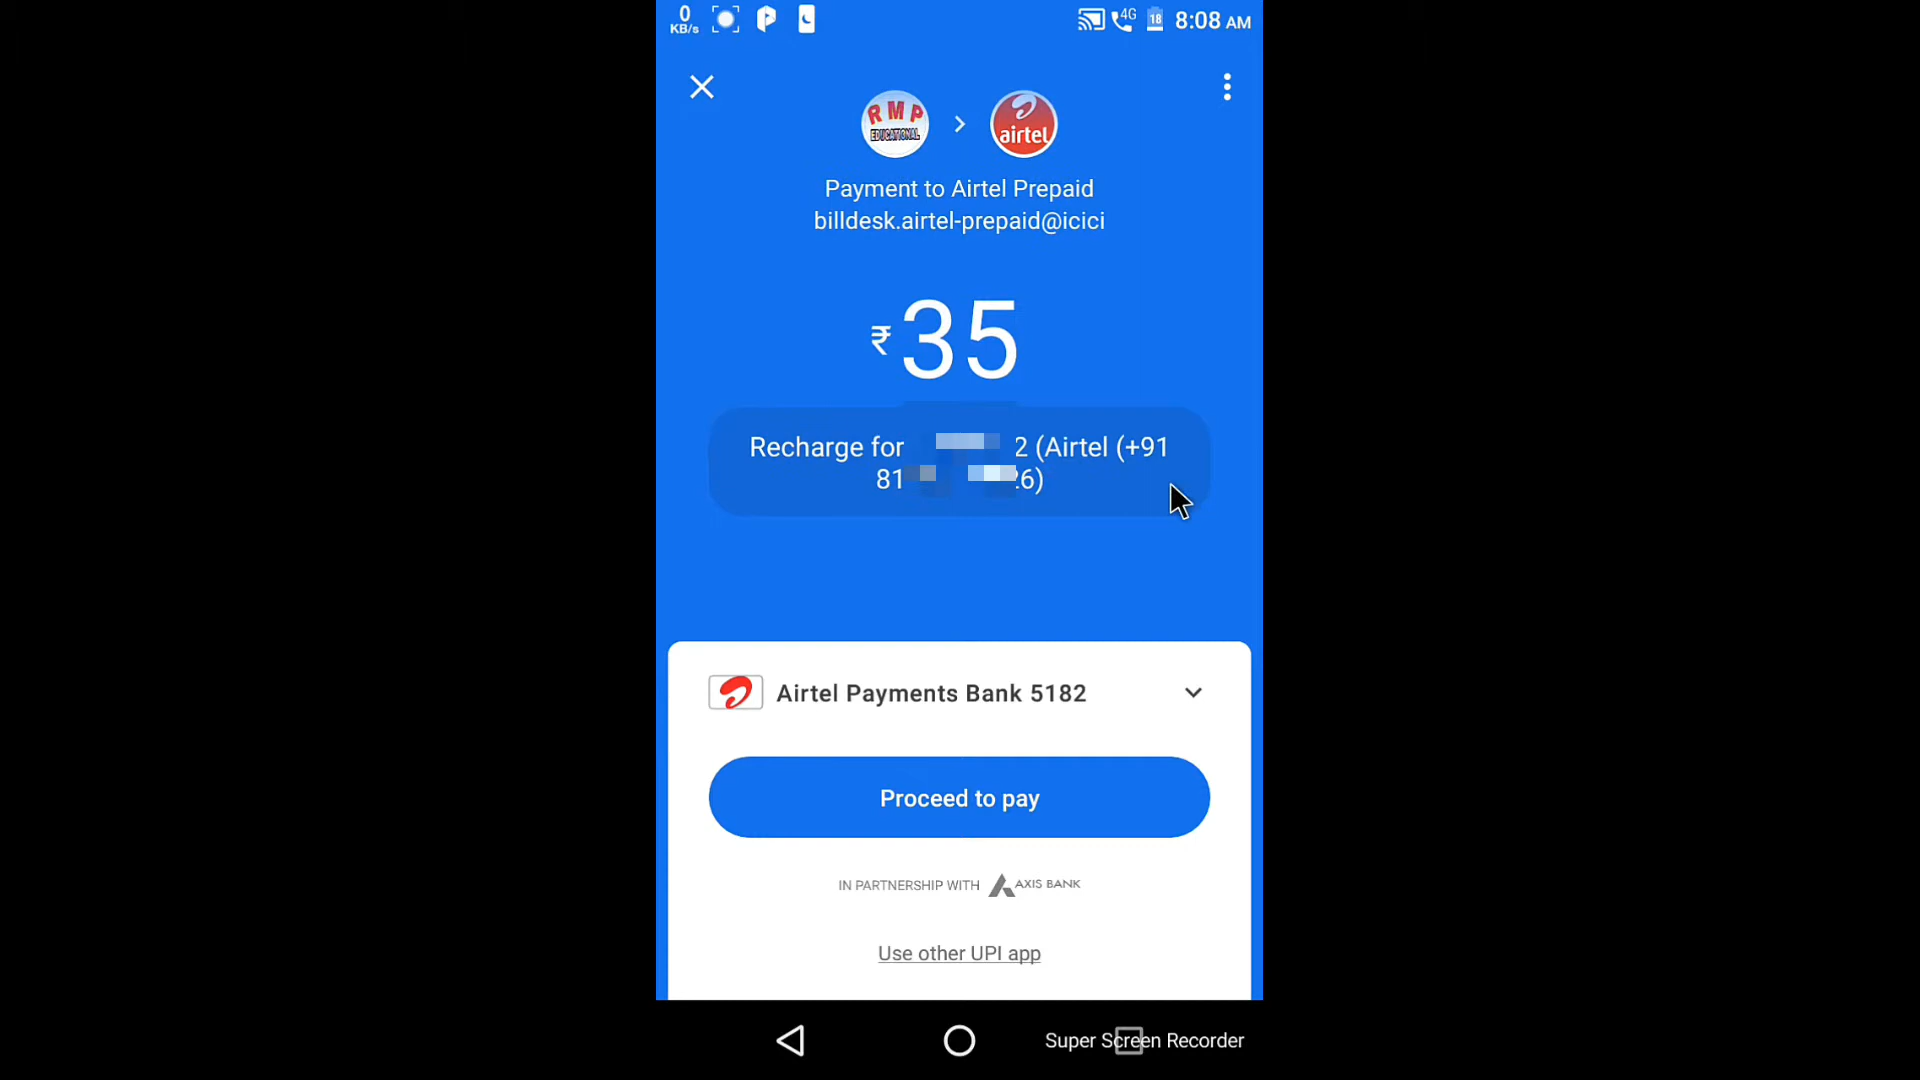 0
KB/s
4G
18
8:08 AM
RMP
EDUCATIONAL
airtel
Payment to Airtel Prepaid
billdesk.airtel-prepaid@icici
₹35
Recharge for 2 (Airtel (+91
81 26)
Airtel Payments Bank 5182
Proceed to pay
IN PARTNERSHIP WITH AXIS BANK
Use other UPI app
Super Screen Recorder